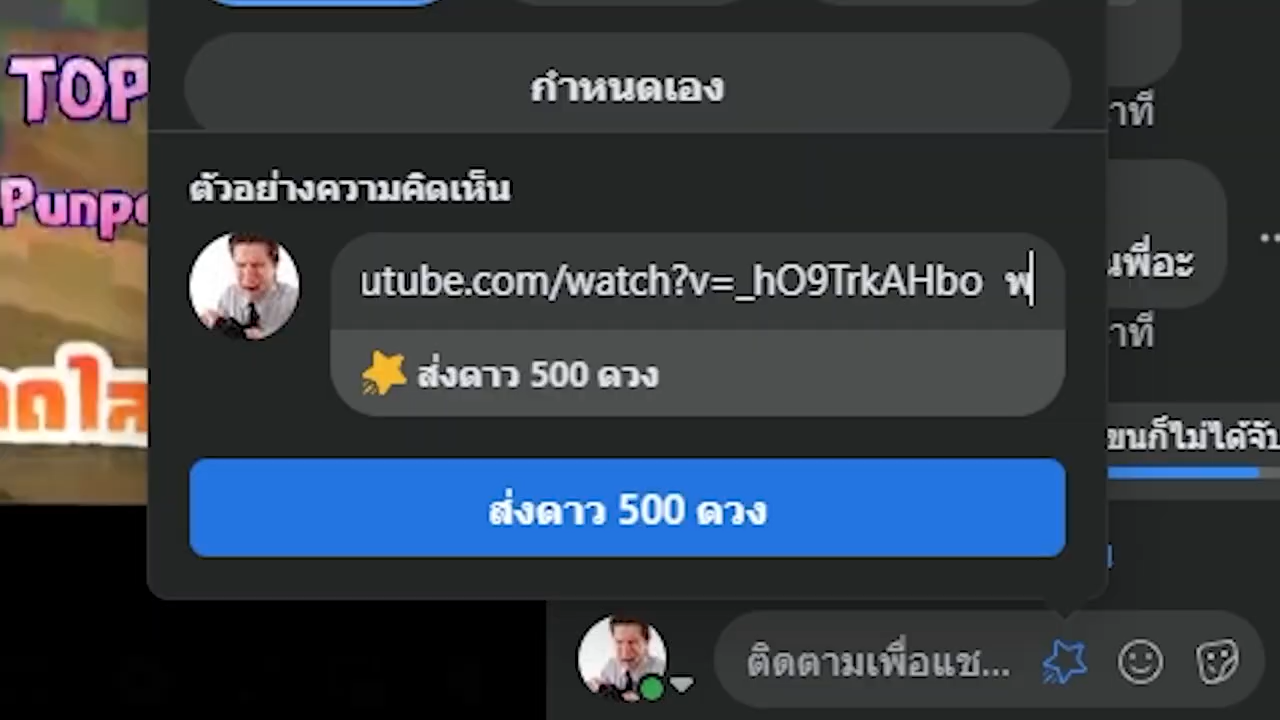 TOP
กำหนดเอง
าที
ตัวอย่างความคิดเห็น
Punp
utube.com/watch?v=_hO9TrkAHbo พ
นพี่อะ
าที
ส่งดาว 500 ดวง
ขนก็ไม่ได้จับ
ส่งดาว 500 ดวง
ติดตามเพื่อแช...